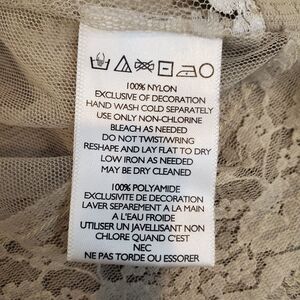 100% NYLON
EXCLUSIVE OF DECORATION
HAND WASH COLD SEPARATELY
USE ONLY NON-CHLORINE
BLEACH AS NEEDED
DO NOT TWIST/WRING
RESHAPE AND LAY FLAT TO DRY
LOW IRON AS NEEDED
MAY BE DRY CLEANED
100% POLYAMIDE
EXCLUSIVITE DE DECORATION
LAVER SEPAREMENT A LA MAIN
A L'EAU FROIDE
UTILISER UN JAVELLISANT NON
CHLORE QUAND C'EST
NEC
NE PAS TORDE OU ESSORER